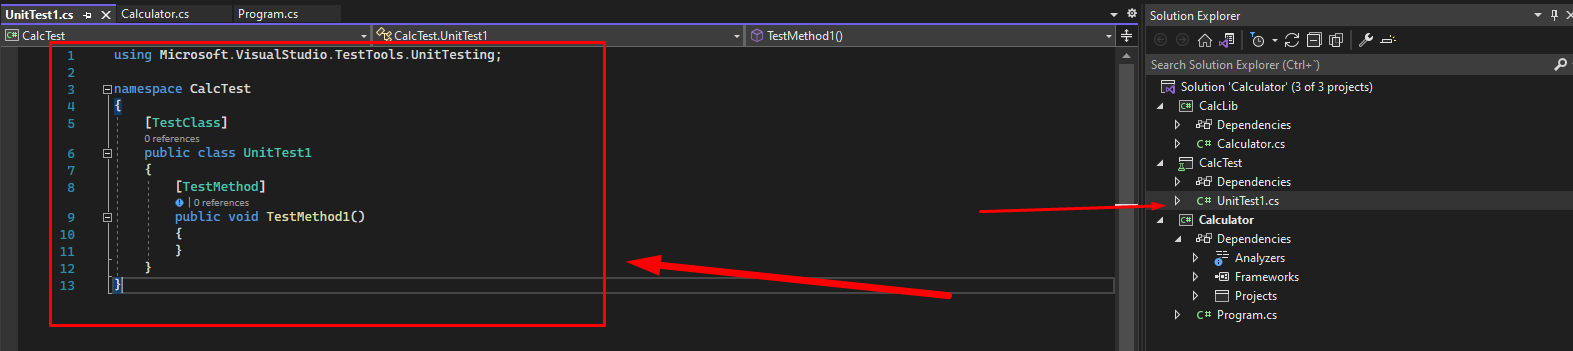 UnitTest1.cs
Calculator.cs
Program.cs
CalcTest
CalcTest.UnitTest1
TestMethod1()
1 using Microsoft.VisualStudio.TestTools.UnitTesting;
2
3 namespace CalcTest
4 {
5 [TestClass]
0 references
6 public class UnitTest1
7 {
8 [TestMethod]
0 references
9 public void TestMethod1()
10 {
11 }
12 }
13 }
Solution Explorer
Search Solution Explorer (Ctrl+`)
Solution 'Calculator' (3 of 3 projects)
CalcLib
Dependencies
C# Calculator.cs
CalcTest
Dependencies
C# UnitTest1.cs
Calculator
Dependencies
Analyzers
Frameworks
Projects
C# Program.cs